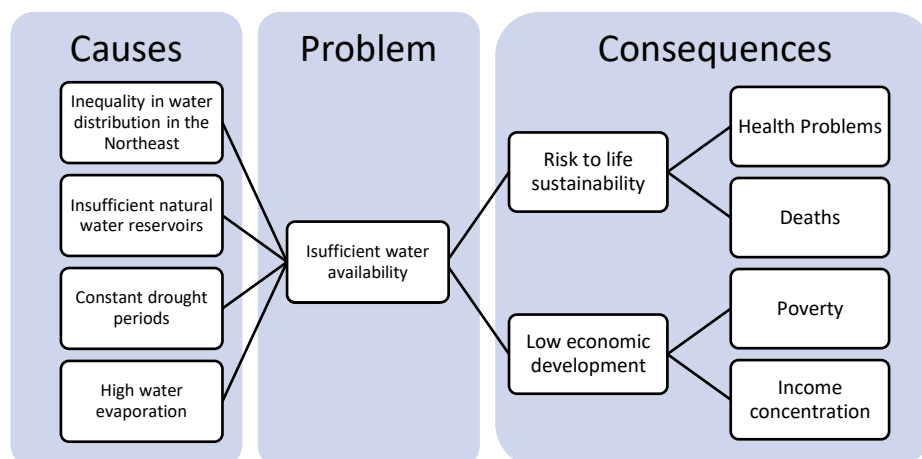 Causes
Inequality in water
distribution in the
Northeast
Insufficient natural
water reservoirs
Constant drought
periods
High water
evaporation
Problem
Isufficient water
availability
Consequences
Risk to life
sustainability
Low economic
development
Health Problems
Deaths
Poverty
Income
concentration